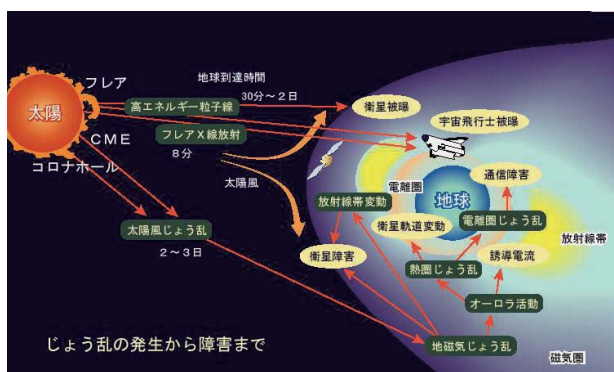 フレア
太陽
CME
コロナホール
地球到達時間
30分~2日
高エネルギー粒子線
フレアX線放射
8分
太陽風
太陽風じょう乱
2~3日
衛星被曝
宇宙飛行士被曝
電離圏
地球
通信障害
放射線帯変動
衛星軌道変動
電離圏じょう乱
放射線帯
衛星障害
熱圏じょう乱
誘導電流
オーロラ活動
地磁気じょう乱
磁気圏
じょう乱の発生から障害まで